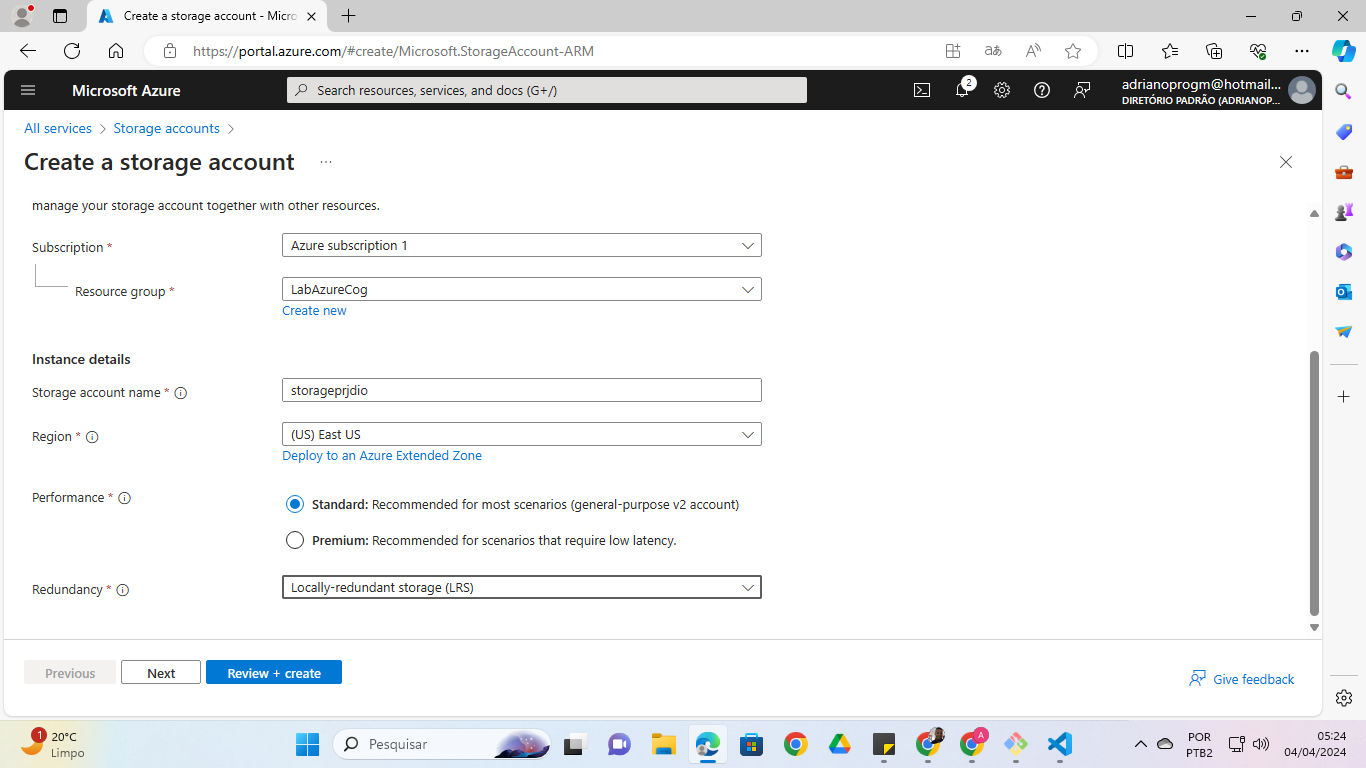 Create a storage account - Micro
https://portal.azure.com/#create/Microsoft.StorageAccount-ARM
Microsoft Azure
Search resources, services, and docs (G+/)
2
adrianoprogm@hotmail...
DIRETÓRIO PADRÃO (ADRIANOP...
All services > Storage accounts >
Create a storage account ...
manage your storage account together with other resources.
Subscription *
Azure subscription 1
Resource group *
LabAzureCog
Create new
Instance details
Storage account name *
storageprjdio
Region *
(US) East US
Deploy to an Azure Extended Zone
Performance *
Standard: Recommended for most scenarios (general-purpose v2 account)
Premium: Recommended for scenarios that require low latency.
Redundancy *
Locally-redundant storage (LRS)
Previous
Next
Review + create
Give feedback
1
20°C
Limpo
Pesquisar
A
POR
PTB2
05:24
04/04/2024